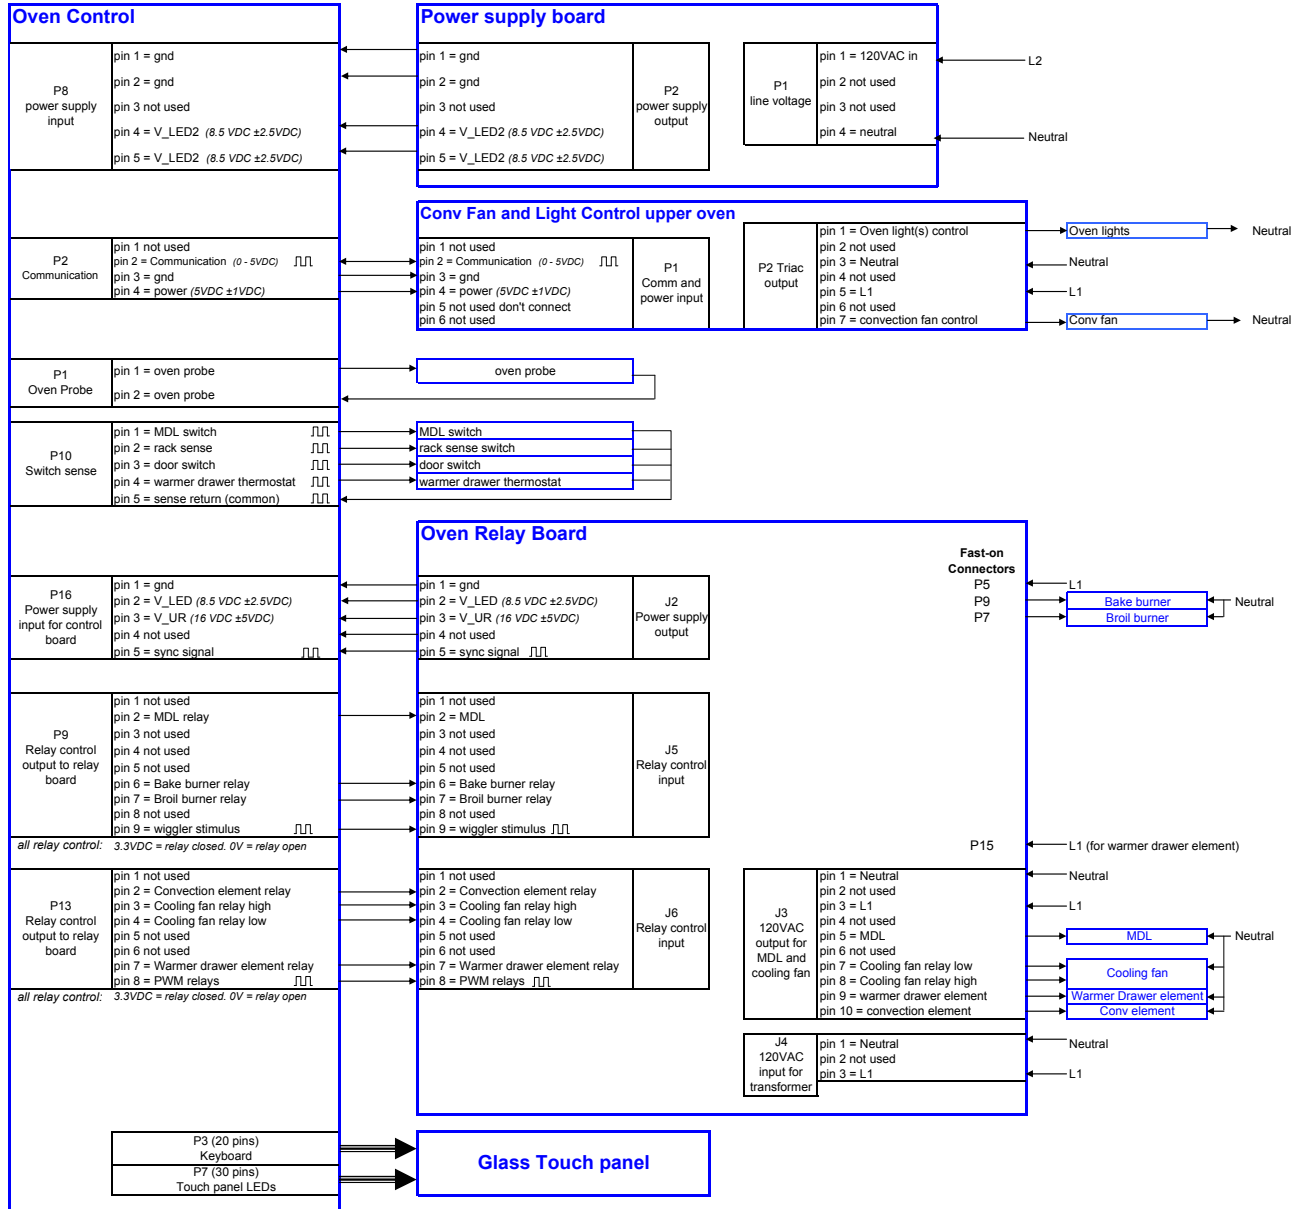 Oven Control
P8
power supply
input
pin 1 = gnd
pin 2 = gnd
pin 3 not used
pin 4 = V_LED2 (8.5 VDC ±2.5VDC)
pin 5 = V_LED2 (8.5 VDC ±2.5VDC)
Power supply board
pin 1 = gnd
pin 2 = gnd
pin 3 not used
pin 4 = V_LED2 (8.5 VDC ±2.5VDC)
pin 5 = V_LED2 (8.5 VDC ±2.5VDC)
P2
power supply
output
P1
line voltage
pin 1 = 120VAC in
pin 2 not used
pin 3 not used
pin 4 = neutral
L2
Neutral
P2
Communication
pin 1 not used
pin 2 = Communication (0 - 5VDC)
pin 3 = gnd
pin 4 = power (5VDC ±1VDC)
Conv Fan and Light Control upper oven
pin 1 not used
pin 2 = Communication (0 - 5VDC)
pin 3 = gnd
pin 4 = power (5VDC ±1VDC)
pin 5 not used don't connect
pin 6 not used
P1
Comm and
power input
P2 Triac
output
pin 1 = Oven light(s) control
pin 2 not used
pin 3 = Neutral
pin 4 not used
pin 5 = L1
pin 6 not used
pin 7 = convection fan control
Oven lights
Neutral
Neutral
L1
Conv fan
Neutral
P1
Oven Probe
pin 1 = oven probe
pin 2 = oven probe
oven probe
P10
Switch sense
pin 1 = MDL switch
pin 2 = rack sense
pin 3 = door switch
pin 4 = warmer drawer thermostat
pin 5 = sense return (common)
MDL switch
rack sense switch
door switch
warmer drawer thermostat
Oven Relay Board
P16
Power supply
input for control
board
pin 1 = gnd
pin 2 = V_LED (8.5 VDC ±2.5VDC)
pin 3 = V_UR (16 VDC ±5VDC)
pin 4 not used
pin 5 = sync signal
pin 1 = gnd
pin 2 = V_LED (8.5 VDC ±2.5VDC)
pin 3 = V_UR (16 VDC ±5VDC)
pin 4 not used
pin 5 = sync signal
J2
Power supply
output
Fast-on
Connectors
P5
P9
P7
L1
Bake burner
Broil burner
Neutral
P9
Relay control
output to relay
board
pin 1 not used
pin 2 = MDL relay
pin 3 not used
pin 4 not used
pin 5 not used
pin 6 = Bake burner relay
pin 7 = Broil burner relay
pin 8 not used
pin 9 = wiggler stimulus
all relay control: 3.3VDC = relay closed. 0V = relay open
pin 1 not used
pin 2 = MDL
pin 3 not used
pin 4 not used
pin 5 not used
pin 6 = Bake burner relay
pin 7 = Broil burner relay
pin 8 not used
pin 9 = wiggler stimulus
J5
Relay control
input
P15
L1 (for warmer drawer element)
P13
Relay control
output to relay
board
pin 1 not used
pin 2 = Convection element relay
pin 3 = Cooling fan relay high
pin 4 = Cooling fan relay low
pin 5 not used
pin 6 not used
pin 7 = Warmer drawer element relay
pin 8 = PWM relays
all relay control: 3.3VDC = relay closed. 0V = relay open
pin 1 not used
pin 2 = Convection element relay
pin 3 = Cooling fan relay high
pin 4 = Cooling fan relay low
pin 5 not used
pin 6 not used
pin 7 = Warmer drawer element relay
pin 8 = PWM relays
J6
Relay control
input
J3
120VAC
output for
MDL and
cooling fan
pin 1 = Neutral
pin 2 not used
pin 3 = L1
pin 4 not used
pin 5 = MDL
pin 6 not used
pin 7 = Cooling fan relay low
pin 8 = Cooling fan relay high
pin 9 = warmer drawer element
pin 10 = convection element
Neutral
L1
MDL
Neutral
Cooling fan
Warmer Drawer element
Conv element
J4
120VAC
input for
transformer
pin 1 = Neutral
pin 2 not used
pin 3 = L1
Neutral
L1
P3 (20 pins)
Keyboard
P7 (30 pins)
Touch panel LEDs
Glass Touch panel